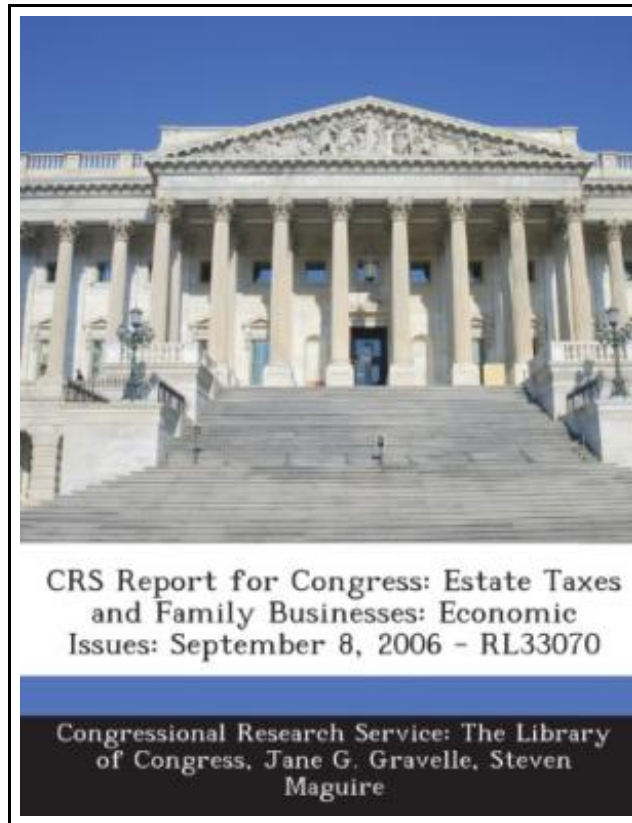 CRS Report for Congress: Estate Taxes
and Family Businesses: Economic
Issues: September 8, 2006 - RL33070
Congressional Research Service: The Library
of Congress, Jane G. Gravelle, Steven
Maguire